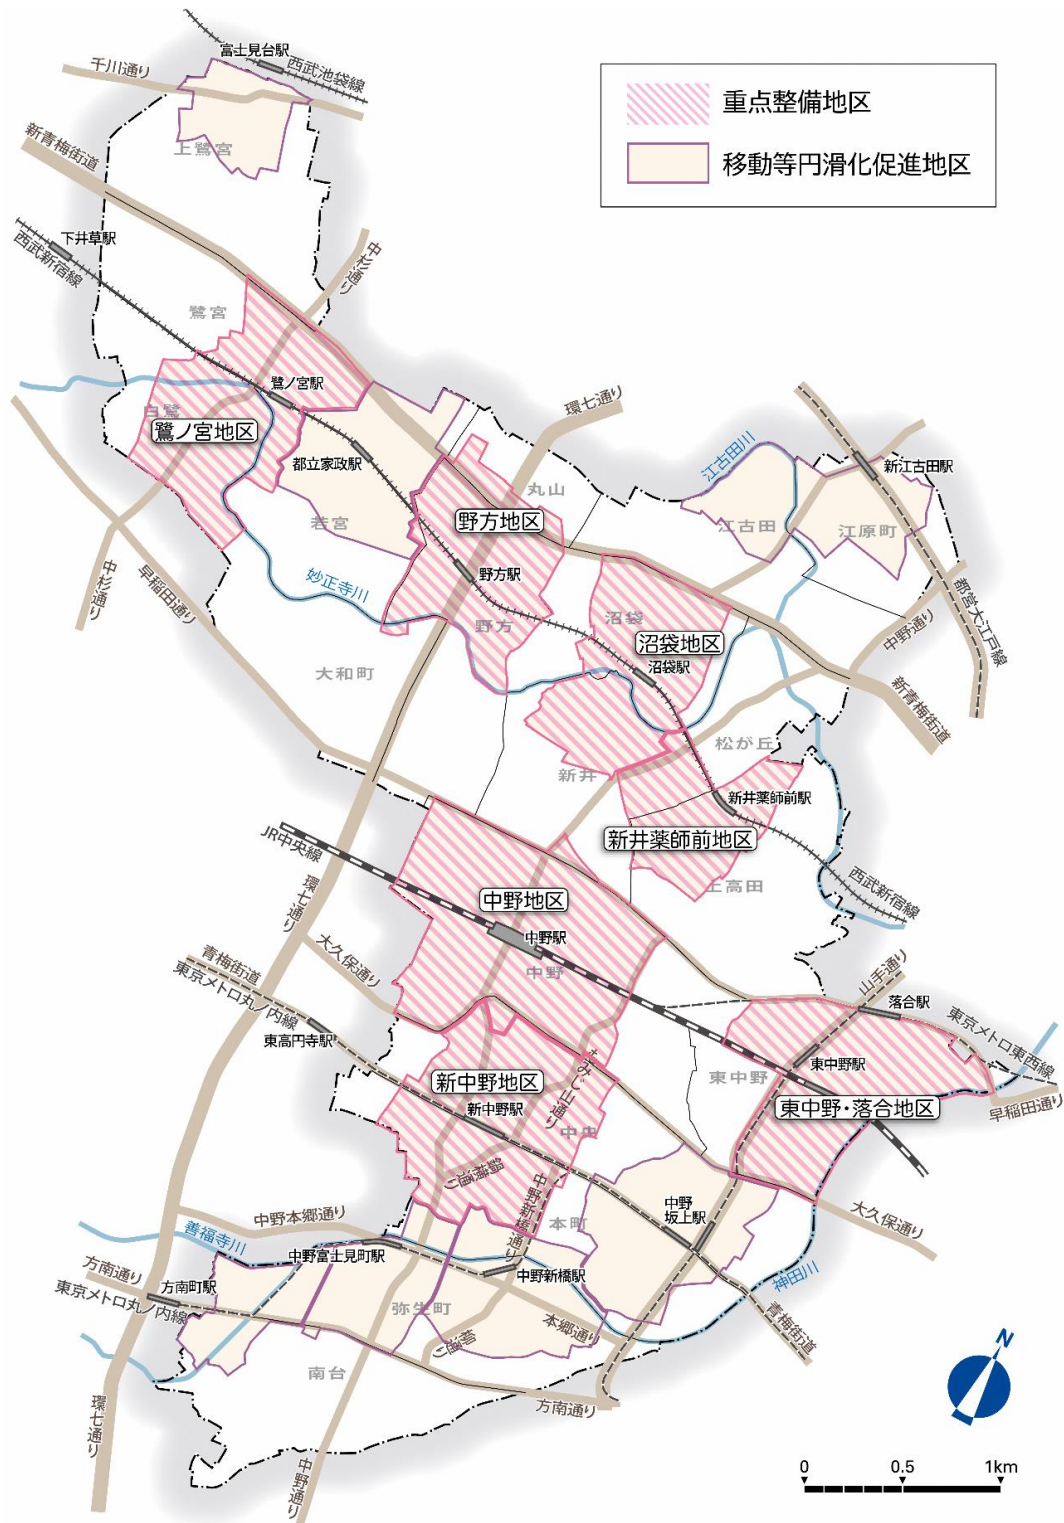 富士見台駅
西武池袋線
千川通り
重点整備地区
移動等円滑化促進地区
上鷺宮
新青梅街道
下井草駅
西武新宿線
中杉通り
鷺宮
鷺ノ宮駅
白鷺
鷺ノ宮地区
環七通り
都立家政駅
江古田川
新江古田駅
丸山
野方地区
若宮
江古田
江原町
野方駅
妙正寺川
中杉通り
早稲田通り
都営大江戸線
沼袋
野方
沼袋地区
中野通り
沼袋駅
大和町
新青梅街道
松が丘
新井
新井薬師前駅
JR中央線
新井薬師前地区
西武新宿線
上高田
環七通り
中野地区
中野駅
中野
大久保通り
青梅街道
東京メトロ丸ノ内線
山手通り
落合駅
東京メトロ東西線
東高円寺駅
東中野駅
東中野
新中野地区
もみじ山通り
新中野駅
東中野・落合地区
早稲田通り
中央
鍋横通り
中野新橋通り
中野坂上駅
本町
大久保通り
中野本郷通り
善福寺川
中野富士見町駅
中野新橋駅
神田川
方南通り
方南町駅
東京メトロ丸ノ内線
弥生町
本郷通り
青梅街道
柳通り
南台
方南通り
環七通り
中野通り
N
0 0.5 1km